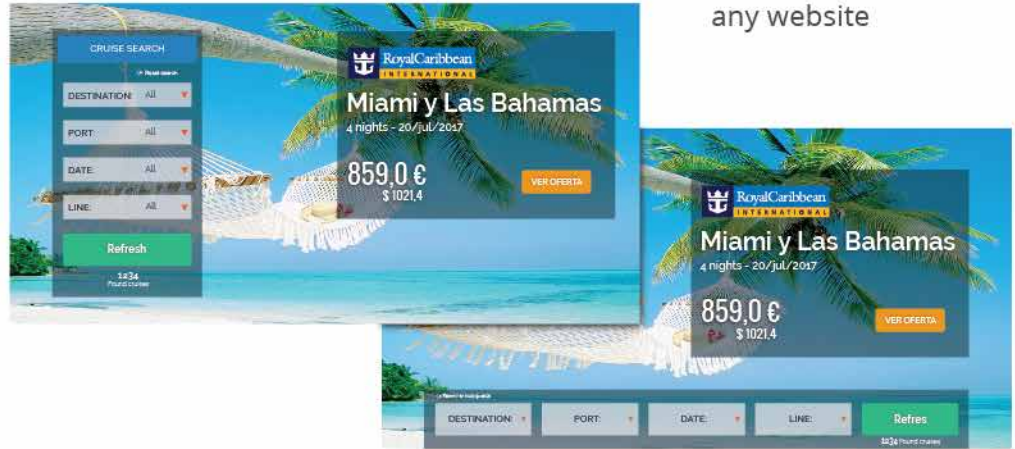 any website
CRUISE SEARCH
Reset search
DESTINATION: All
PORT: All
DATE: All
LINE: All
Refresh
1234
Found cruises
RoyalCaribbean
INTERNATIONAL
Miami y Las Bahamas
4 nights - 20/jul/2017
859,0 €
$ 1021,4
VER OFERTA
RoyalCaribbean
INTERNATIONAL
Miami y Las Bahamas
4 nights - 20/jul/2017
859,0 €
$ 1021,4
VER OFERTA
DESTINATION:
PORT:
DATE:
LINE:
Refres
1234 Found cruises